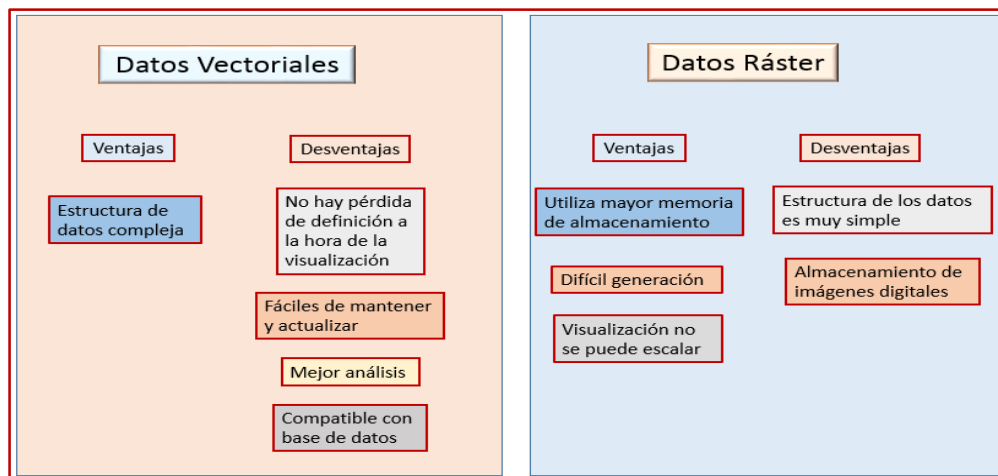 Datos Vectoriales
Ventajas
Estructura de
datos compleja
Desventajas
No hay pérdida
de definición a
la hora de la
visualización
Fáciles de mantener
y actualizar
Mejor análisis
Compatible con
base de datos
Datos Ráster
Ventajas
Utiliza mayor memoria
de almacenamiento
Difícil generación
Visualización no
se puede escalar
Desventajas
Estructura de los datos
es muy simple
Almacenamiento de
imágenes digitales